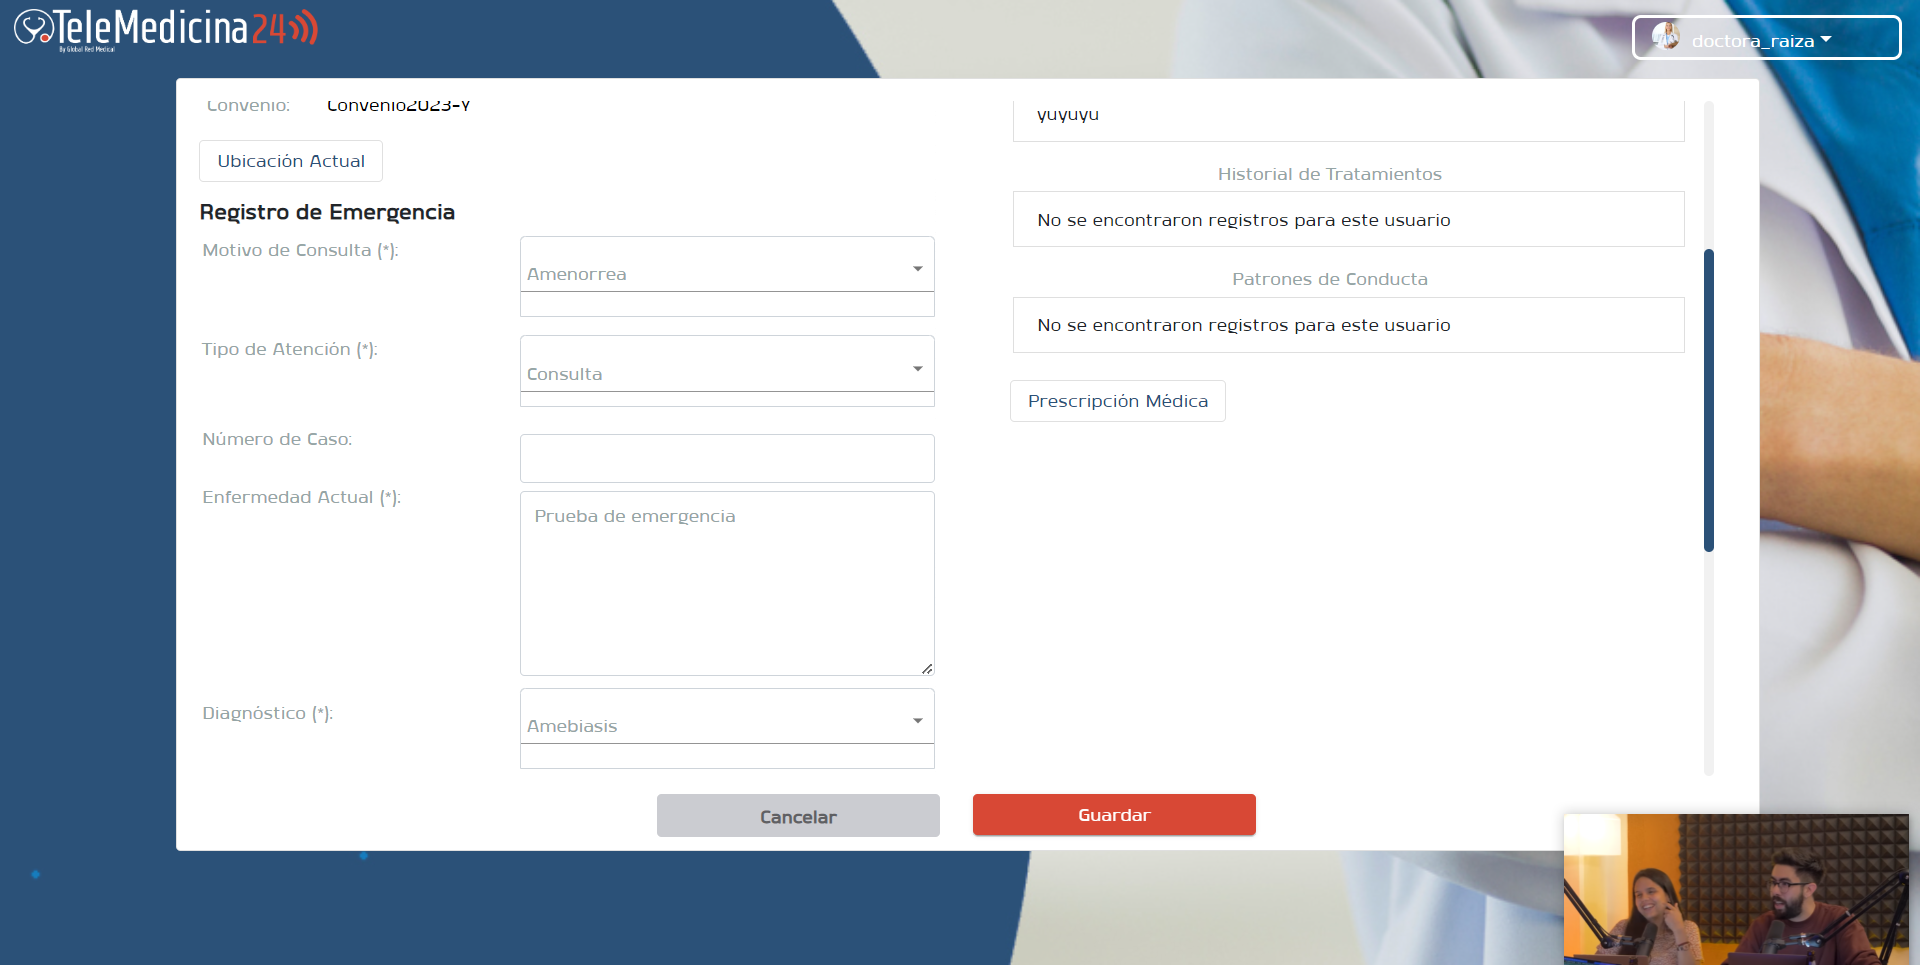 TeleMedicina24
By Global Red Medical
doctora_raiza
Convenio: Convenio2023-Y
Ubicación Actual
Registro de Emergencia
Motivo de Consulta (*):
Amenorrea
Tipo de Atención (*):
Consulta
Número de Caso:
Enfermedad Actual (*):
Prueba de emergencia
Diagnóstico (*):
Amebiasis
yuyuyu
Historial de Tratamientos
No se encontraron registros para este usuario
Patrones de Conducta
No se encontraron registros para este usuario
Prescripción Médica
Cancelar
Guardar